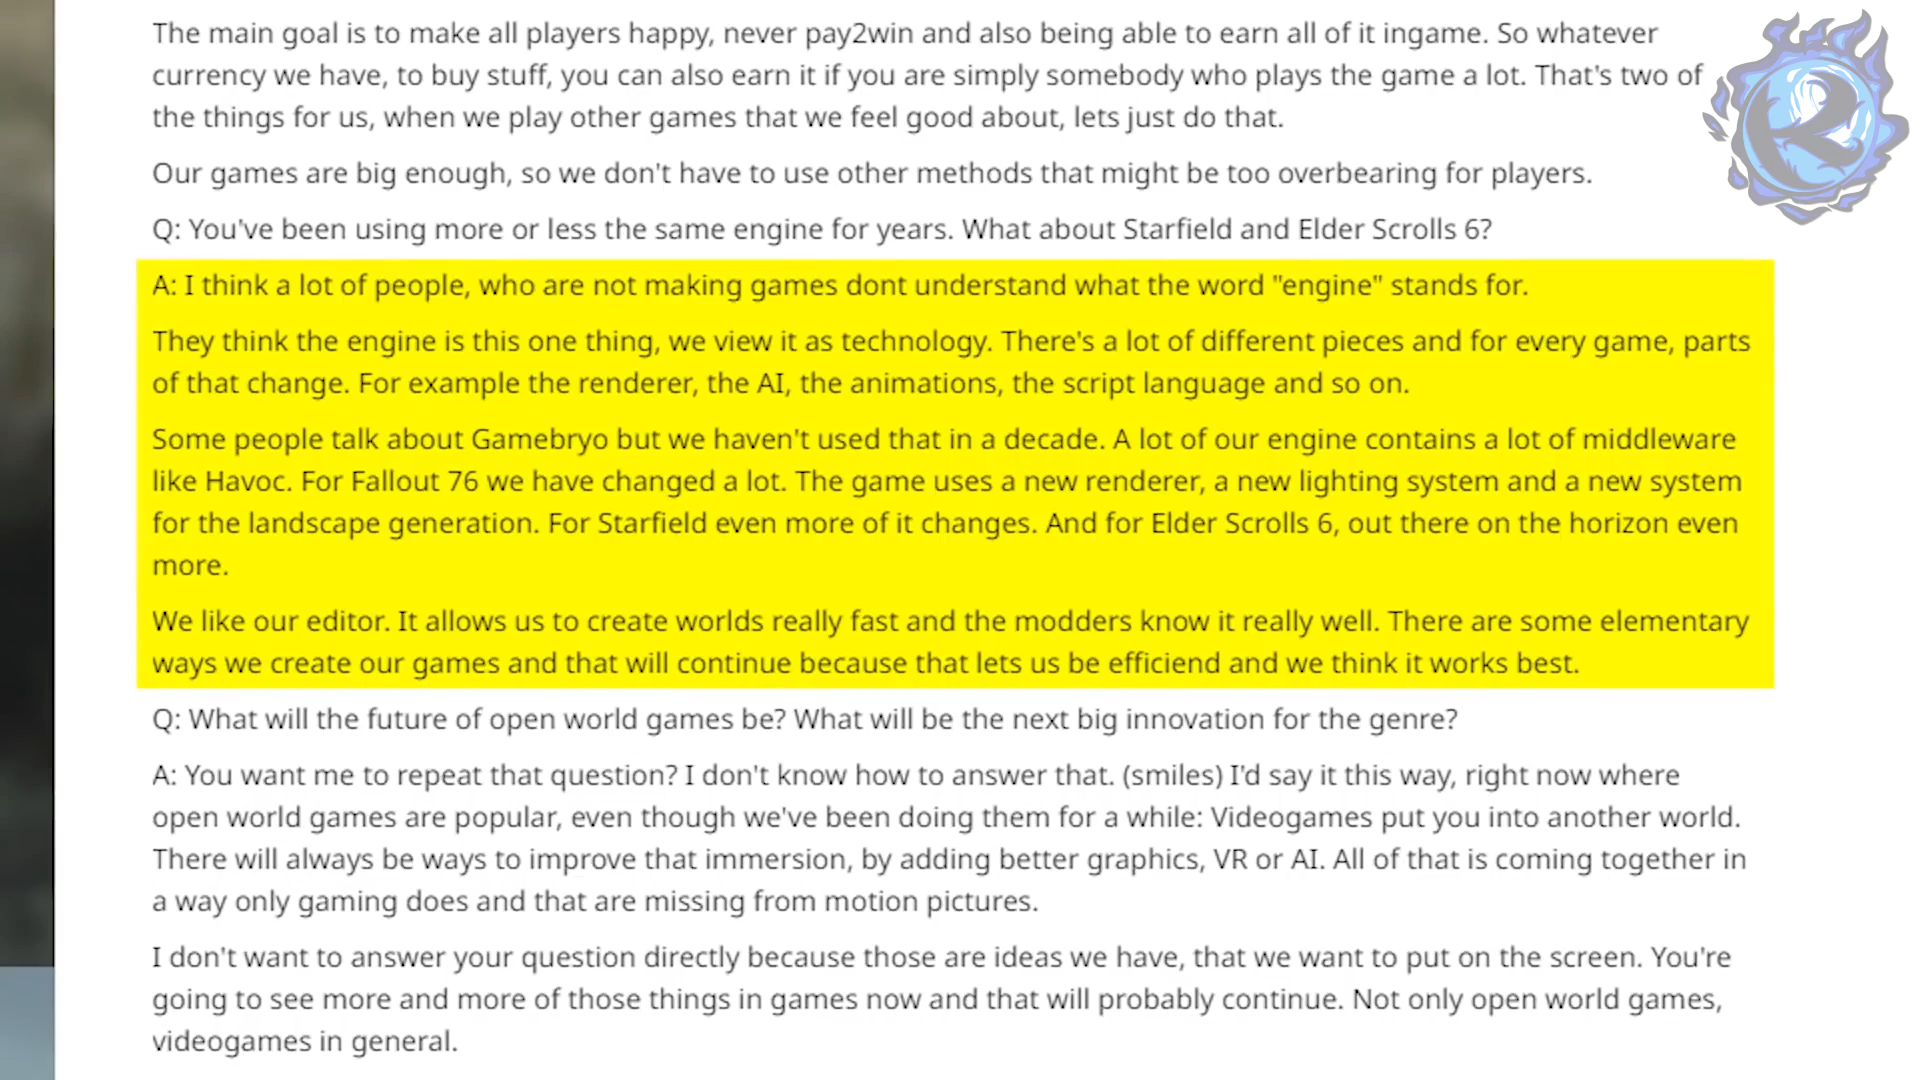 The main goal is to make all players happy, never pay2win and also being able to earn all of it ingame. So whatever
currency we have, to buy stuff, you can also earn it if you are simply somebody who plays the game a lot. That's two of
the things for us, when we play other games that we feel good about, lets just do that.
Our games are big enough, so we don't have to use other methods that might be too overbearing for players.
Q: You've been using more or less the same engine for years. What about Starfield and Elder Scrolls 6?
A: I think a lot of people, who are not making games dont understand what the word "engine" stands for.
They think the engine is this one thing, we view it as technology. There's a lot of different pieces and for every game, parts
of that change. For example the renderer, the AI, the animations, the script language and so on.
Some people talk about Gamebryo but we haven't used that in a decade. A lot of our engine contains a lot of middleware
like Havoc. For Fallout 76 we have changed a lot. The game uses a new renderer, a new lighting system and a new system
for the landscape generation. For Starfield even more of it changes. And for Elder Scrolls 6, out there on the horizon even
more.
We like our editor. It allows us to create worlds really fast and the modders know it really well. There are some elementary
ways we create our games and that will continue because that lets us be efficiend and we think it works best.
Q: What will the future of open world games be? What will be the next big innovation for the genre?
A: You want me to repeat that question? I don't know how to answer that. (smiles) I'd say it this way, right now where
open world games are popular, even though we've been doing them for a while: Videogames put you into another world.
There will always be ways to improve that immersion, by adding better graphics, VR or AI. All of that is coming together in
a way only gaming does and that are missing from motion pictures.
I don't want to answer your question directly because those are ideas we have, that we want to put on the screen. You're
going to see more and more of those things in games now and that will probably continue. Not only open world games,
videogames in general.